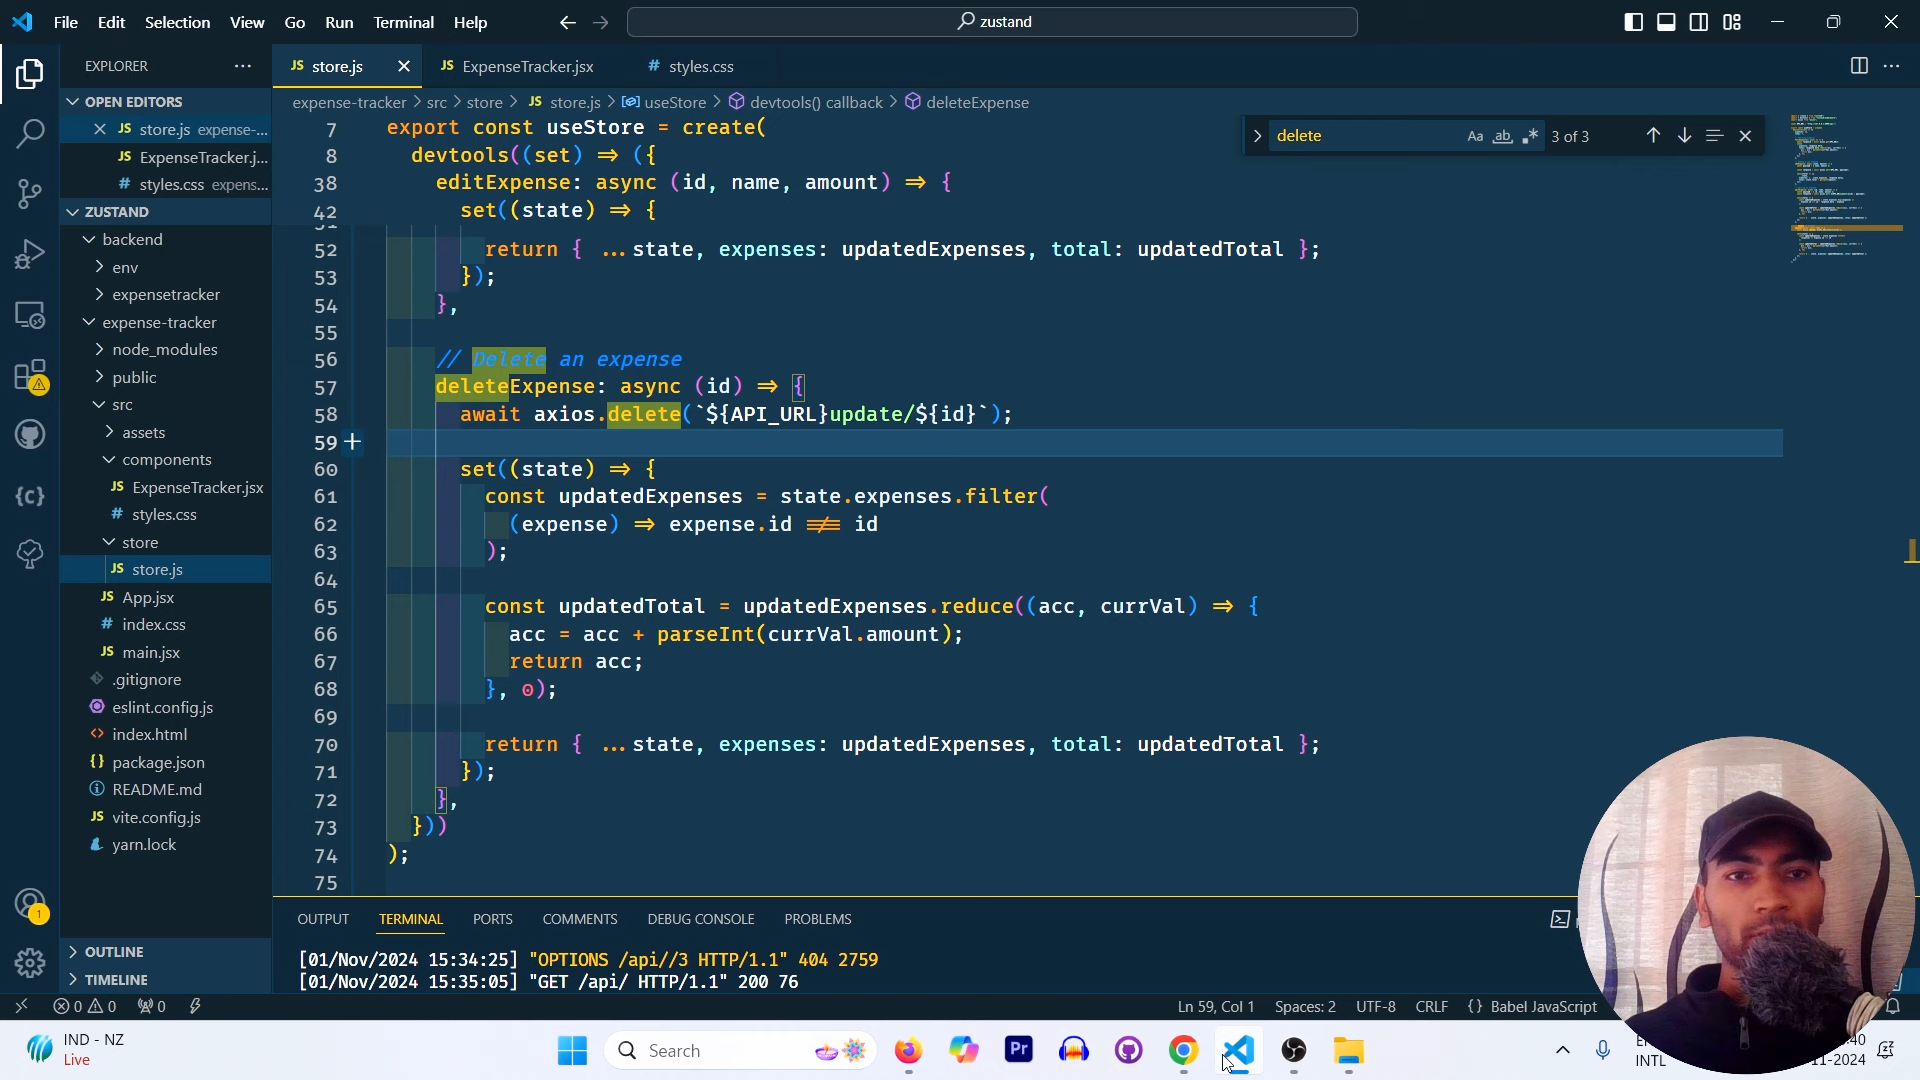 File Edit Selection View Go Run Terminal Help
zustand
EXPLORER
store.js
ExpenseTracker.jsx
styles.css
OPEN EDITORS
store.js expense-...
ExpenseTracker.j...
styles.css expens...
ZUSTAND
backend
env
expensetracker
expense-tracker
node_modules
public
src
assets
components
ExpenseTracker.jsx
styles.css
store
store.js
App.jsx
index.css
main.jsx
.gitignore
eslint.config.js
index.html
package.json
README.md
vite.config.js
yarn.lock
OUTLINE
TIMELINE
expense-tracker > src > store > JS store.js > useStore > devtools() callback > deleteExpense
delete
Aa ab 3 of 3
7 export const useStore = create(
8 devtools((set) => ({
38 editExpense: async (id, name, amount) => {
42 set((state) => {
52 return { ...state, expenses: updatedExpenses, total: updatedTotal };
53 });
54 },
55
56 // Delete an expense
57 deleteExpense: async (id) => {
58 await axios.delete(`${API_URL}update/${id}`);
59
60 set((state) => {
61 const updatedExpenses = state.expenses.filter(
62 (expense) => expense.id !== id
63 );
64
65 const updatedTotal = updatedExpenses.reduce((acc, currVal) => {
66 acc = acc + parseInt(currVal.amount);
67 return acc;
68 }, 0);
69
70 return { ...state, expenses: updatedExpenses, total: updatedTotal };
71 });
72 },
73 }))
74 );
75
OUTPUT TERMINAL PORTS COMMENTS DEBUG CONSOLE PROBLEMS
[01/Nov/2024 15:34:25] "OPTIONS /api//3 HTTP/1.1" 404 2759
[01/Nov/2024 15:35:05] "GET /api/ HTTP/1.1" 200 76
0 0 0
Ln 59, Col 1 Spaces: 2 UTF-8 CRLF {} Babel JavaScript
IND - NZ
Live
Search
Pr
INTL
:40
11-2024